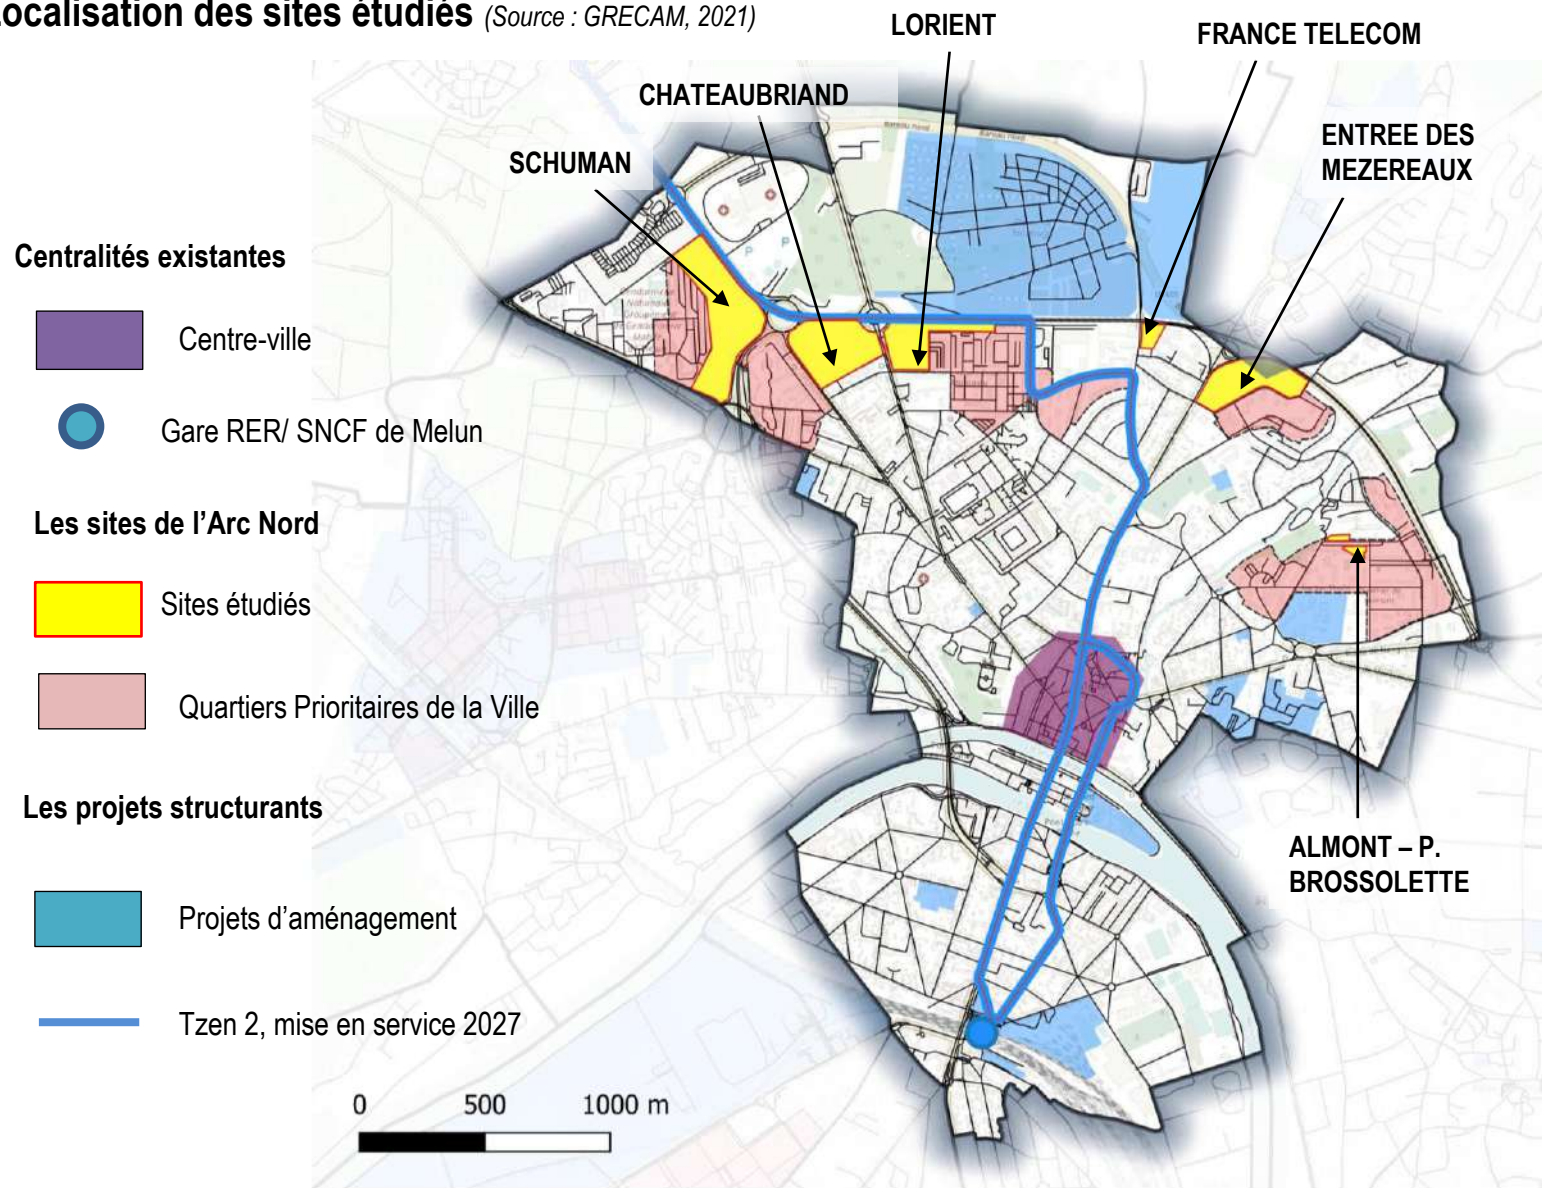 ocalisation des sites étudiés (Source : GRECAM, 2021)
LORIENT
FRANCE TELECOM
CHATEAUBRIAND
ENTREE DES
MEZEREAUX
SCHUMAN
Centralités existantes
Centre-ville
Gare RER/ SNCF de Melun
Les sites de l'Arc Nord
Sites étudiés
Quartiers Prioritaires de la Ville
Les projets structurants
Projets d'aménagement
Tzen 2, mise en service 2027
ALMONT – P.
BROSSOLETTE
0 500 1000 m